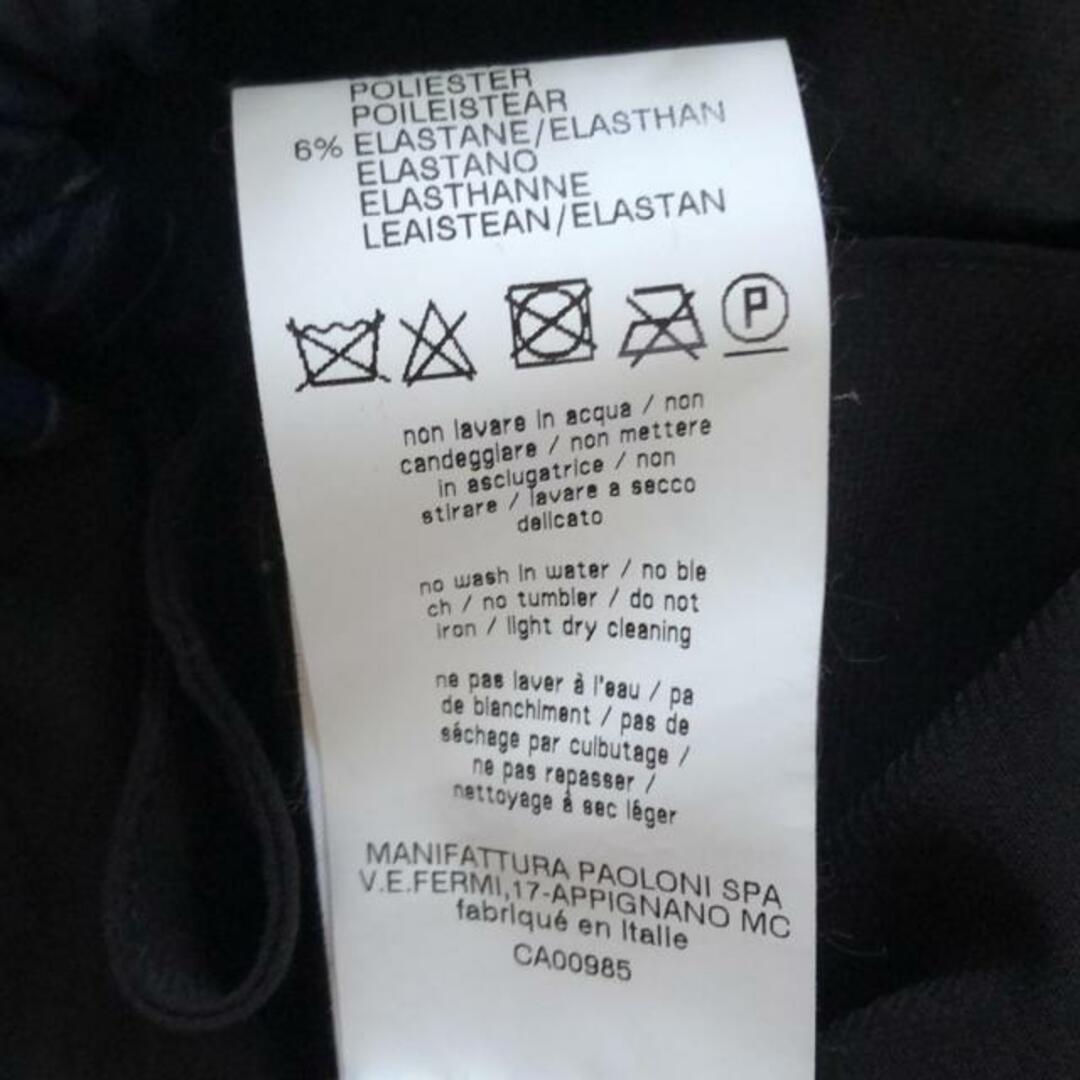 POLIESTER
POILEISTEAR
6% ELASTANE/ELASTHAN
ELASTANO
ELASTHANNE
LEAISTEAN/ELASTAN
P
non lavare in acqua / non
candeggiare / non mettere
in asciugatrice / non
stirare / lavare a secco
delicato
no wash in water / no ble
ch / no tumbler / do not
iron / light dry cleaning
ne pas laver à l'eau / pa
de blanchiment / pas de
séchage par culbutage /
ne pas repasser /
nettoyage à sec léger
MANIFATTURA PAOLONI SPA
V.E.FERMI,17-APPIGNANO MC
fabriqué en Italie
CA00985